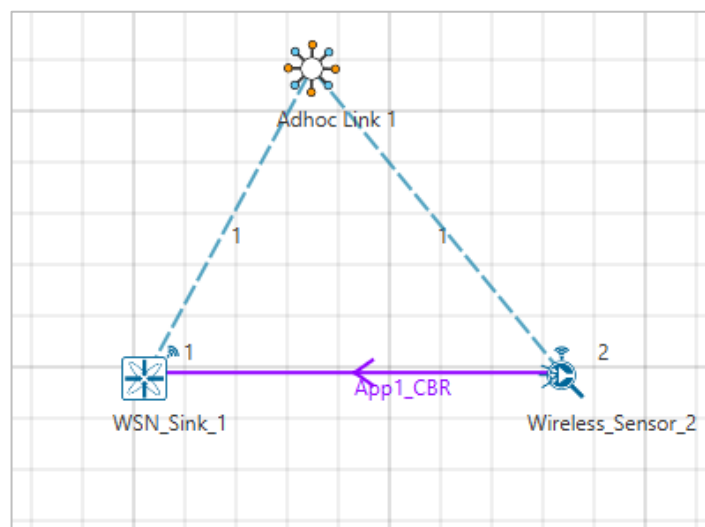 Adhoc Link 1
1
1
1
2
App1_CBR
WSN_Sink_1
Wireless_Sensor_2